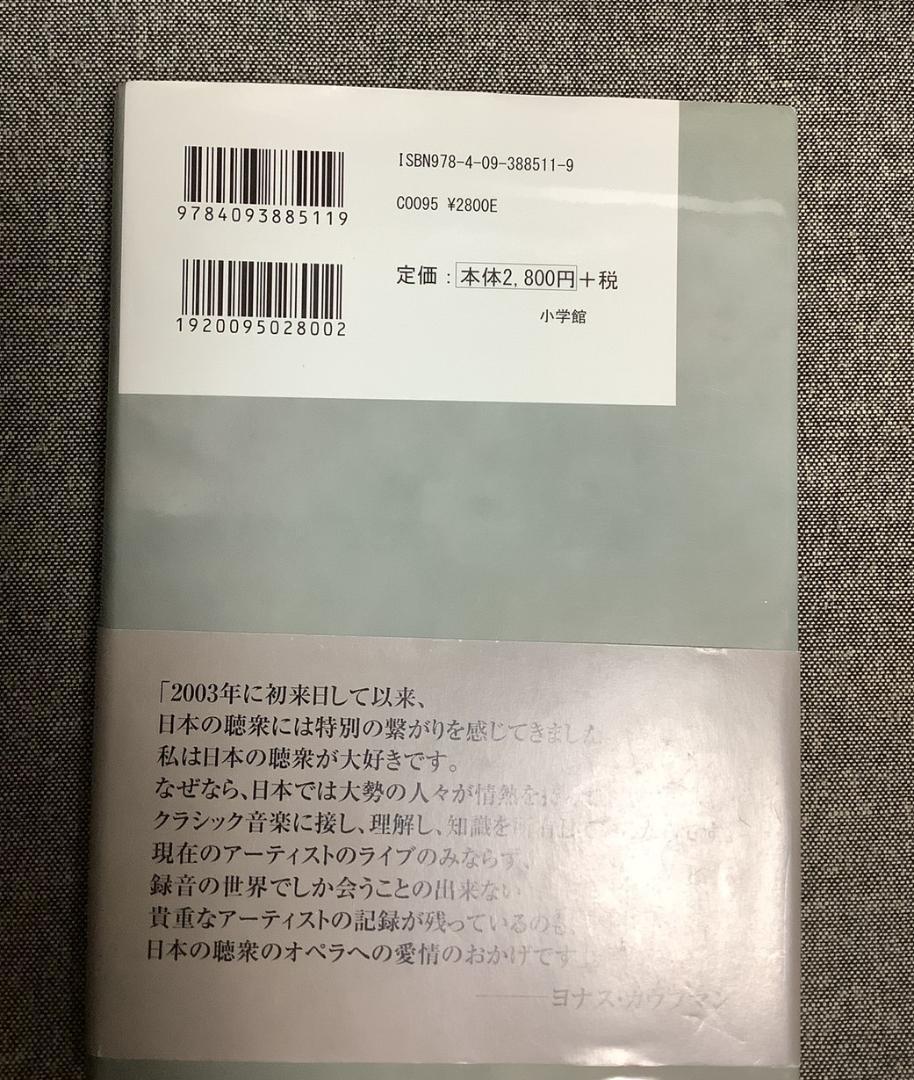 9784093885119
ISBN978-4-09-388511-9
C0095 ¥2800E
1920095028002
定価：本体2,800円＋税
小学館
「2003年に初来日して以来、
日本の聴衆には特別の繋がりを感じてきました
私は日本の聴衆が大好きです。
なぜなら、日本では大勢の人々が情熱を
クラシック音楽に接し、理解し、知識を所有
現在のアーティストのライブのみならず、
録音の世界でしか会うことの出来ない
貴重なアーティストの記録が残っているのも、
日本の聴衆のオペラへの愛情のおかげです」
――ヨナス・カウフマン